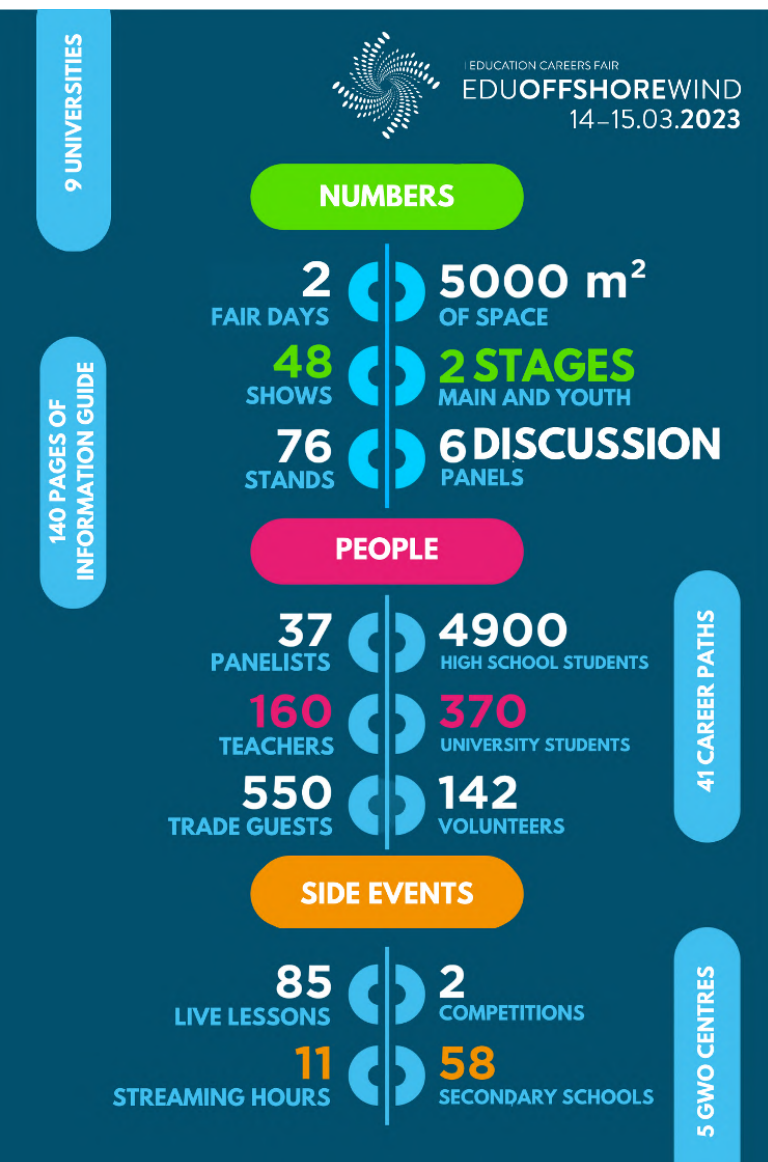 9 UNIVERSITIES
| EDUCATION CAREERS FAIR
EDUOFFSHOREWIND
14–15.03.2023
NUMBERS
2
FAIR DAYS
5000 m²
OF SPACE
48
SHOWS
2 STAGES
MAIN AND YOUTH
76
STANDS
6 DISCUSSION
PANELS
140 PAGES OF
INFORMATION GUIDE
PEOPLE
37
PANELISTS
4900
HIGH SCHOOL STUDENTS
160
TEACHERS
370
UNIVERSITY STUDENTS
550
TRADE GUESTS
142
VOLUNTEERS
41 CAREER PATHS
SIDE EVENTS
85
LIVE LESSONS
2
COMPETITIONS
11
STREAMING HOURS
58
SECONDARY SCHOOLS
5 GWO CENTRES